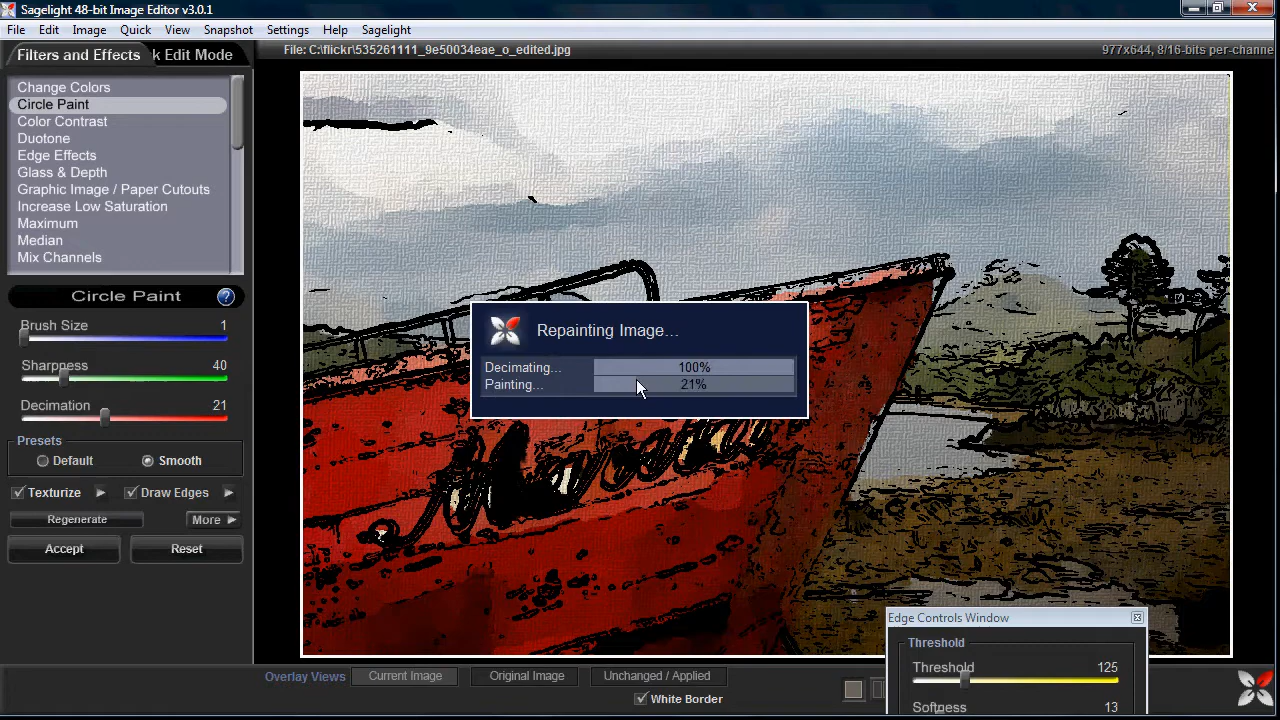 Sagelight 48-bit Image Editor v3.0.1
File Edit Image Quick View Snapshot Settings Help Sagelight
Filters and Effects k Edit Mode
File: C:\flickr\535261111_9e50034eae_o_edited.jpg
977x644, 8/16-bits per-channe
Change Colors
Circle Paint
Color Contrast
Duotone
Edge Effects
Glass & Depth
Graphic Image / Paper Cutouts
Increase Low Saturation
Maximum
Median
Mix Channels
Circle Paint ?
Brush Size 1
Sharpness 40
Decimation 21
Presets
Default Smooth
Texturize Draw Edges
Regenerate More
Accept Reset
Repainting Image...
Decimating... 100%
Painting... 21%
Edge Controls Window
Threshold
Threshold 125
Softness 13
Overlay Views Current Image Original Image Unchanged / Applied
White Border